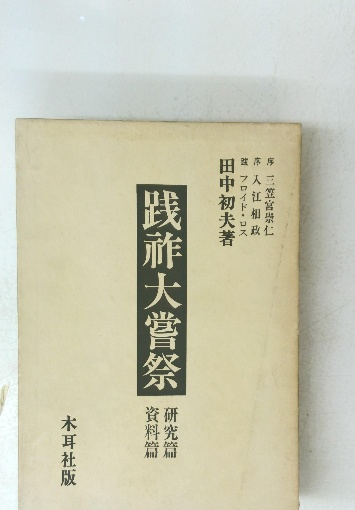 序 三笠宮崇仁
序 入江相政
跋 フロイド・ロス
田中初夫著
践祚大嘗祭
研究篇
資料篇
木耳社版